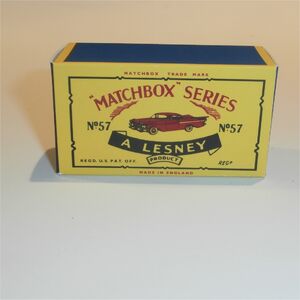 MATCHBOX TRADE MARK
"MATCHBOX" SERIES
Nº57 Nº57
A LESNEY
PRODUCT
REGD. U.S. PAT. OFF. REGD
MADE IN ENGLAND